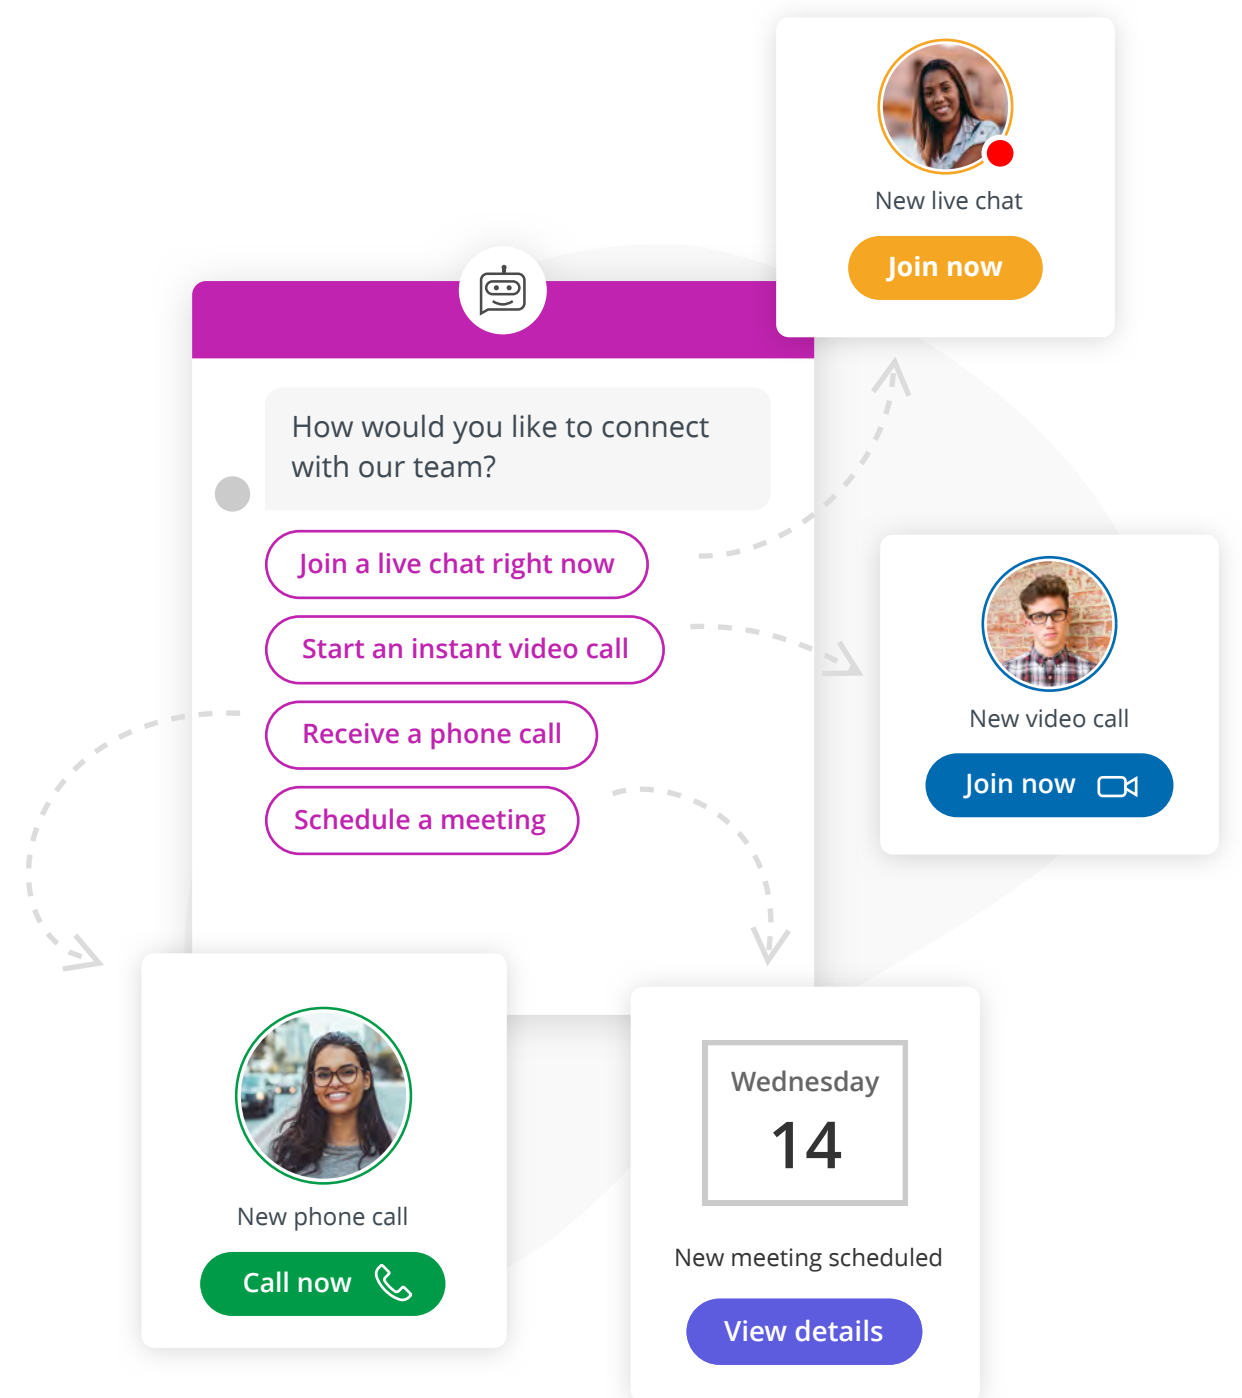 New live chat
Join now
How would you like to connect
with our team?
Join a live chat right now
Start an instant video call
Receive a phone call
Schedule a meeting
New video call
Join now
New phone call
Call now
Wednesday
14
New meeting scheduled
View details